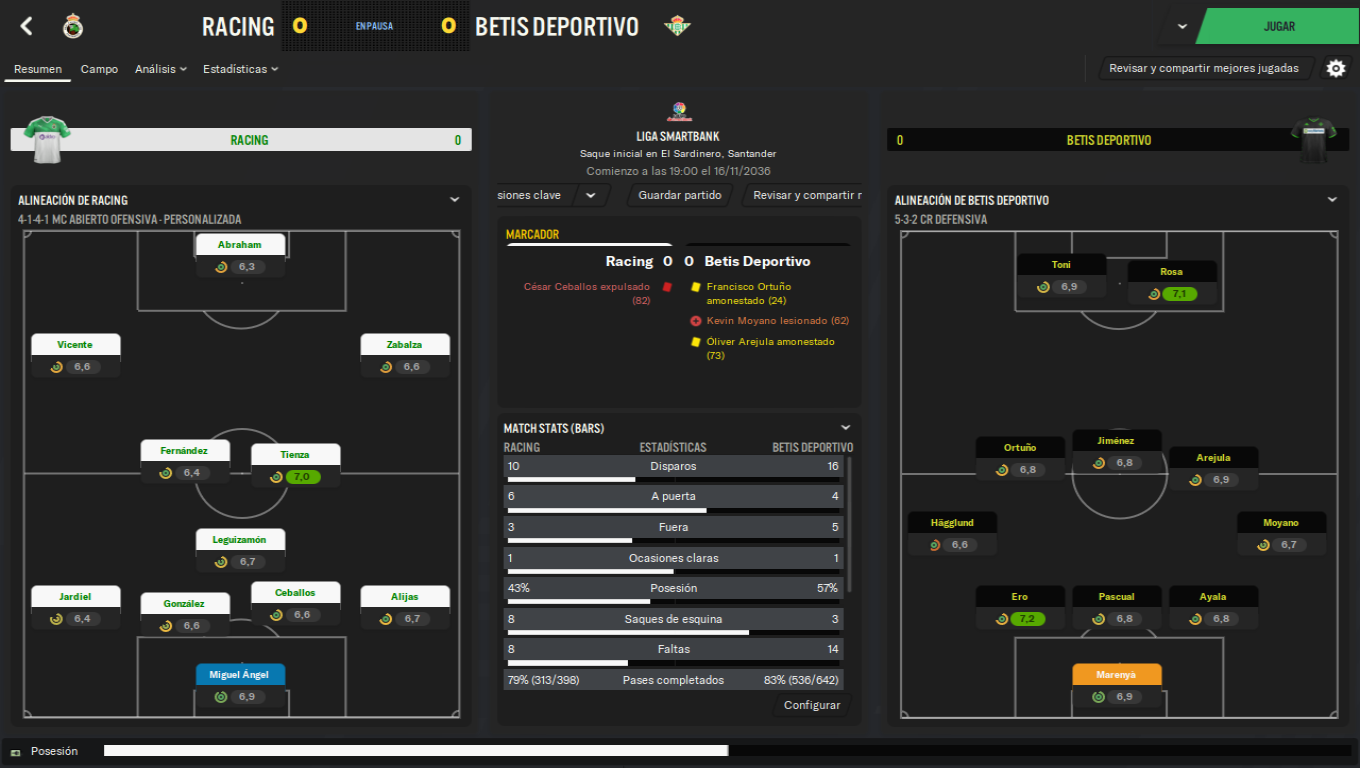 RACING 0 EN PAUSA 0 BETIS DEPORTIVO
JUGAR
Resumen Campo Análisis Estadísticas
Revisar y compartir mejores jugadas
RACING 0
LIGA SMARTBANK
Saque inicial en El Sardinero, Santander
Comienzo a las 19:00 el 16/11/2036
siones clave Guardar partido Revisar y compartir r
0 BETIS DEPORTIVO
ALINEACIÓN DE RACING
4-1-4-1 MC ABIERTO OFENSIVA - PERSONALIZADA
Abraham
6,3
Vicente
6,6
Zabalza
6,6
Fernández
6,4
Tienza
7,0
Leguizamón
6,7
Jardiel
6,4
González
6,6
Ceballos
6,6
Alijas
6,7
Miguel Ángel
6,9
MARCADOR
Racing 0 0 Betis Deportivo
César Ceballos expulsado
(82)
Francisco Ortuño
amonestado (24)
Kevin Moyano lesionado (62)
Óliver Arejula amonestado
(73)
MATCH STATS (BARS)
RACING ESTADÍSTICAS BETIS DEPORTIVO
10 Disparos 16
6 A puerta 4
3 Fuera 5
1 Ocasiones claras 1
43% Posesión 57%
8 Saques de esquina 3
8 Faltas 14
79% (313/398) Pases completados 83% (536/642)
Configurar
ALINEACIÓN DE BETIS DEPORTIVO
5-3-2 CR DEFENSIVA
Toni
6,9
Rosa
7,1
Ortuño
6,8
Jiménez
6,8
Arejula
6,9
Hägglund
6,6
Moyano
6,7
Ero
7,2
Pascual
6,8
Ayala
6,8
Marenyà
6,9
Posesión